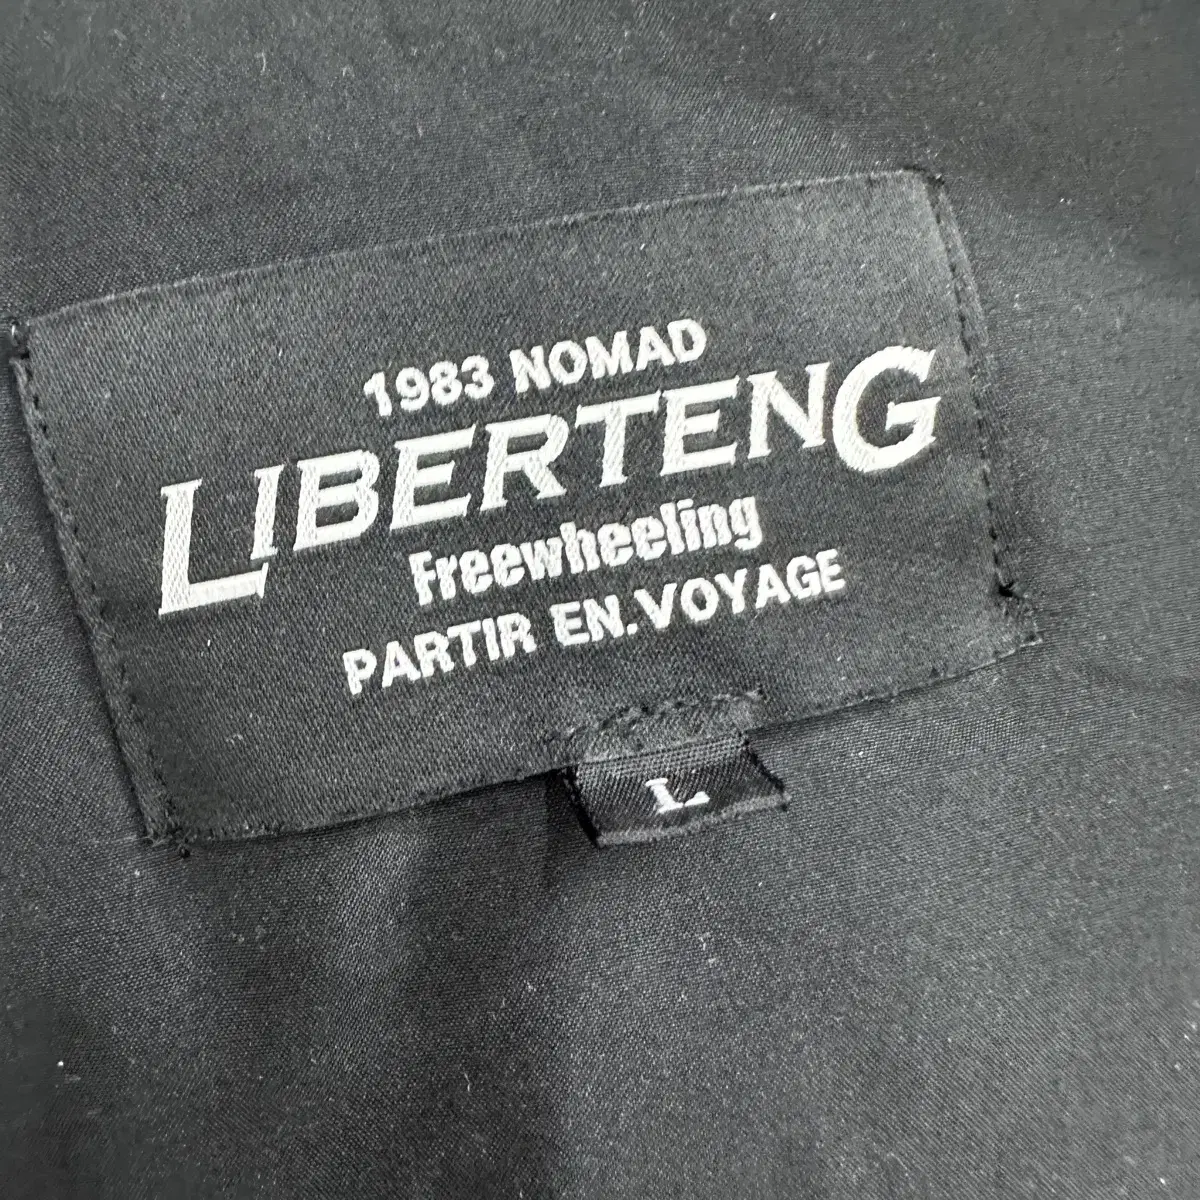 1983 NOMAD
LIBERTENG
Freewheeling
PARTIR EN.VOYAGE
L